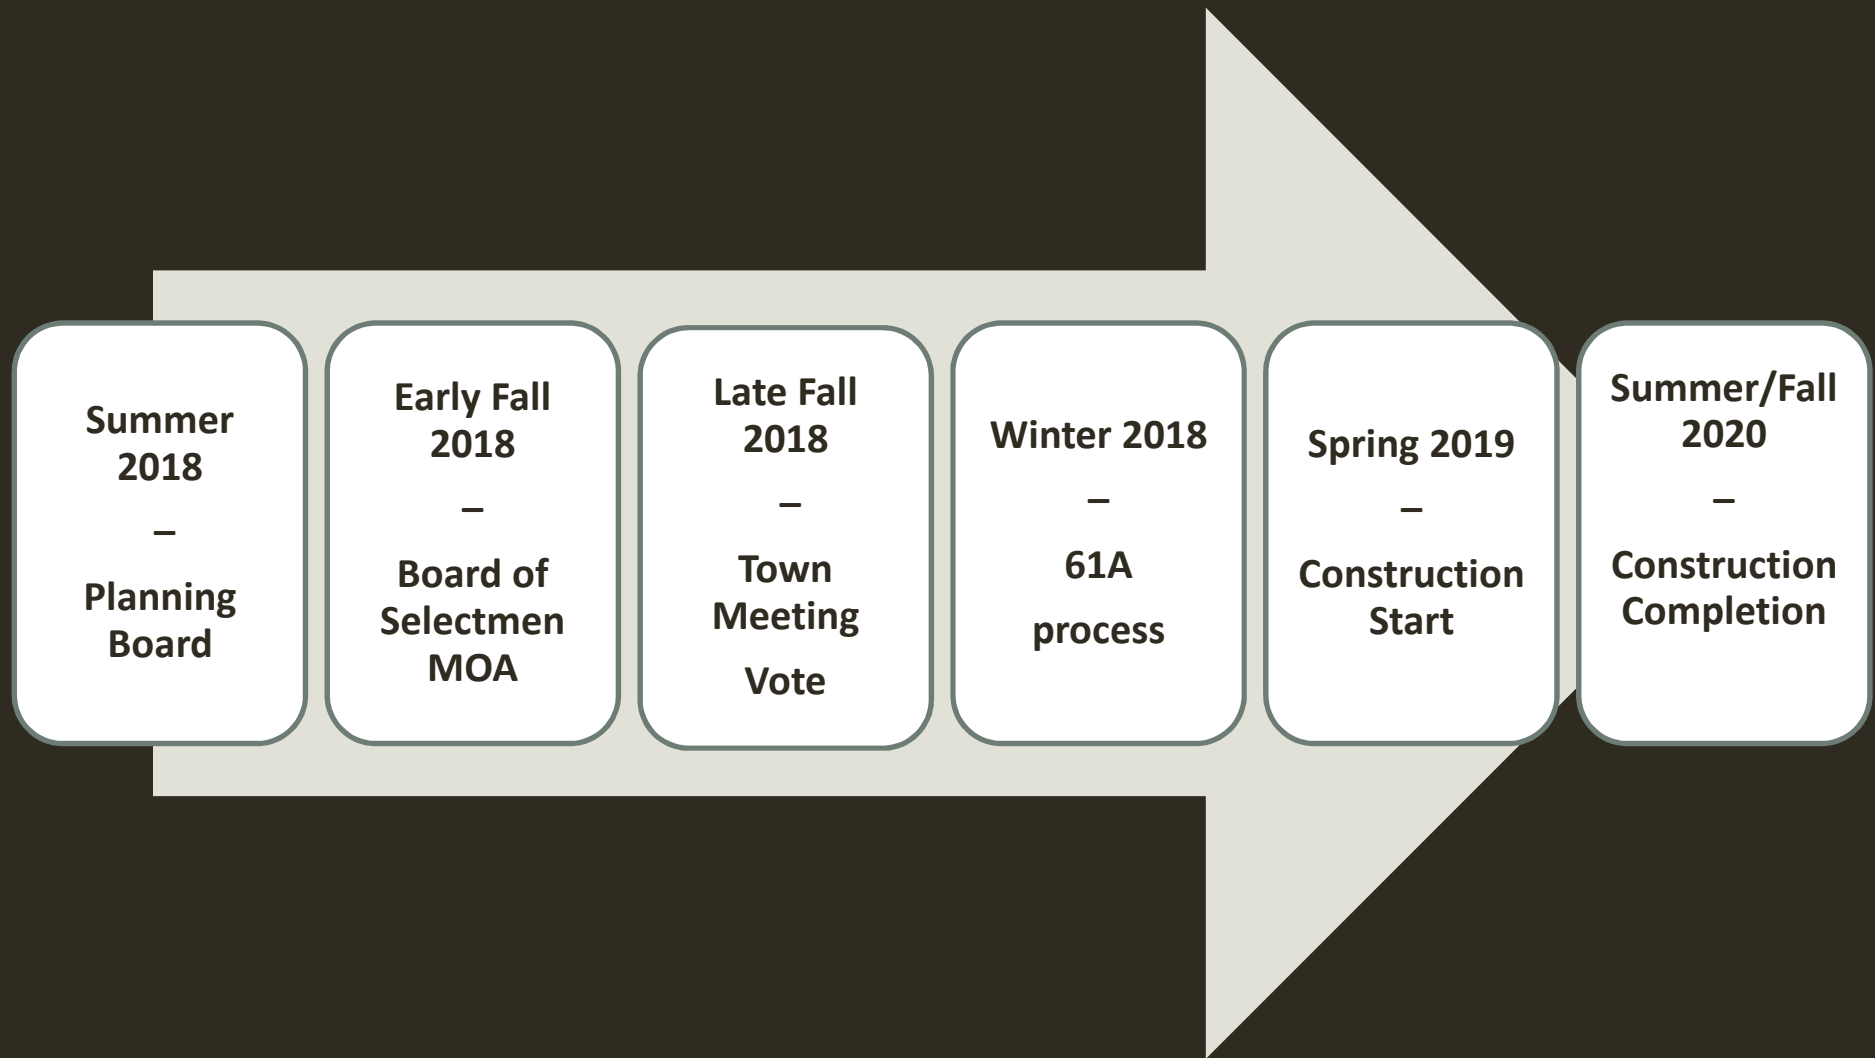 Summer
2018
–
Planning
Board
Early Fall
2018
–
Board of
Selectmen
MOA
Late Fall
2018
–
Town
Meeting
Vote
Winter 2018
–
61A
process
Spring 2019
–
Construction
Start
Summer/Fall
2020
–
Construction
Completion